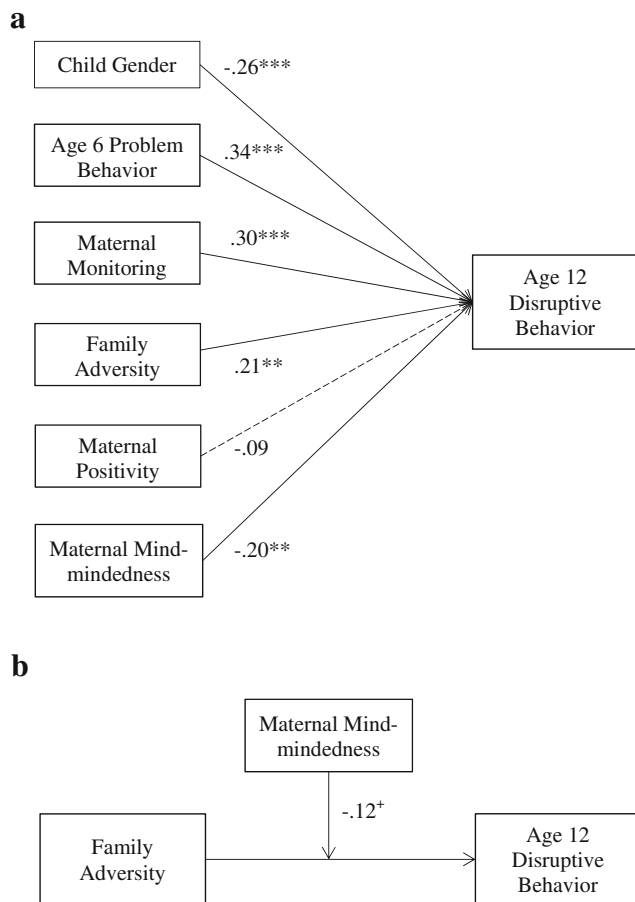 a
Child Gender
-.26***
Age 6 Problem
Behavior
.34***
Maternal
Monitoring
.30***
Age 12
Disruptive
Behavior
Family
Adversity
.21**
Maternal
Positivity
-.09
Maternal Mind-
mindedness
-.20**
b
Maternal Mind-
mindedness
-.12+
Family
Adversity
Age 12
Disruptive
Behavior